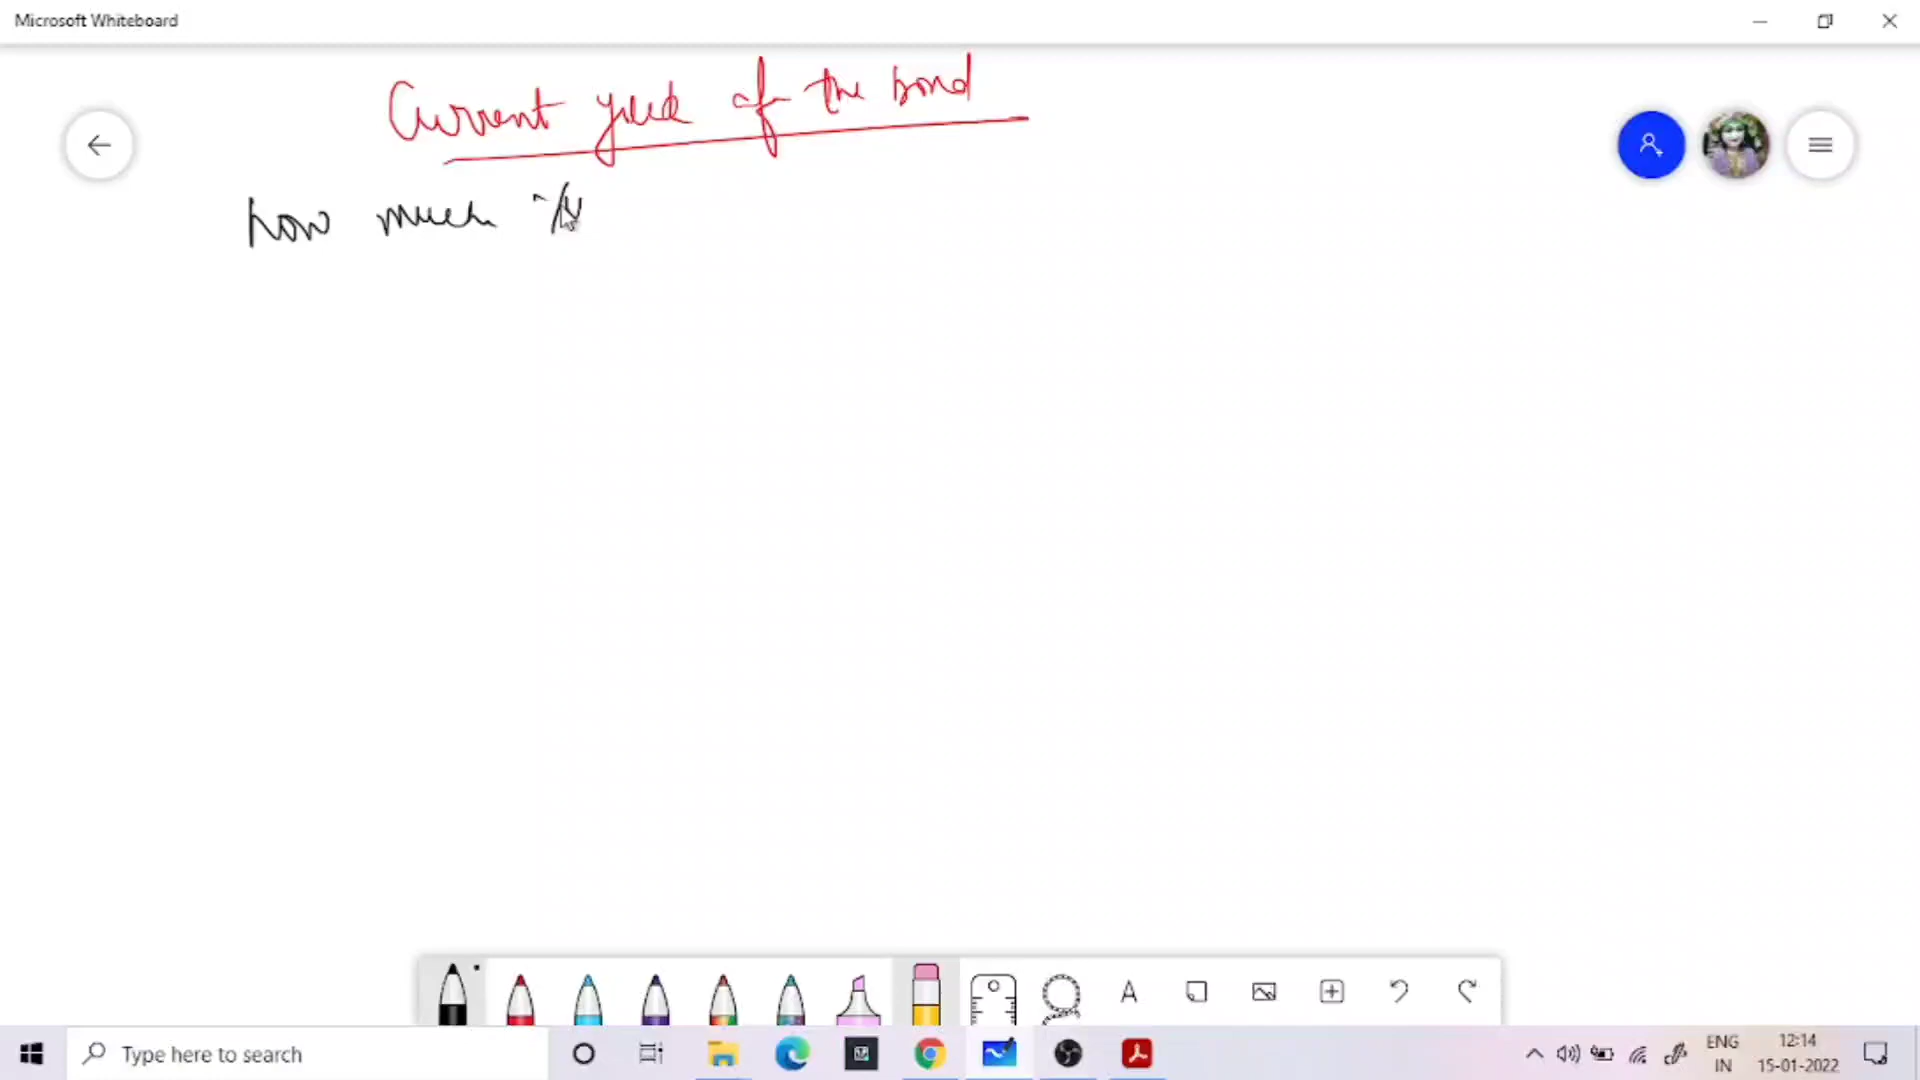 Microsoft Whiteboard
Current yield of the bond
how much %
A
Type here to search
ENG
IN
12:14
15-01-2022